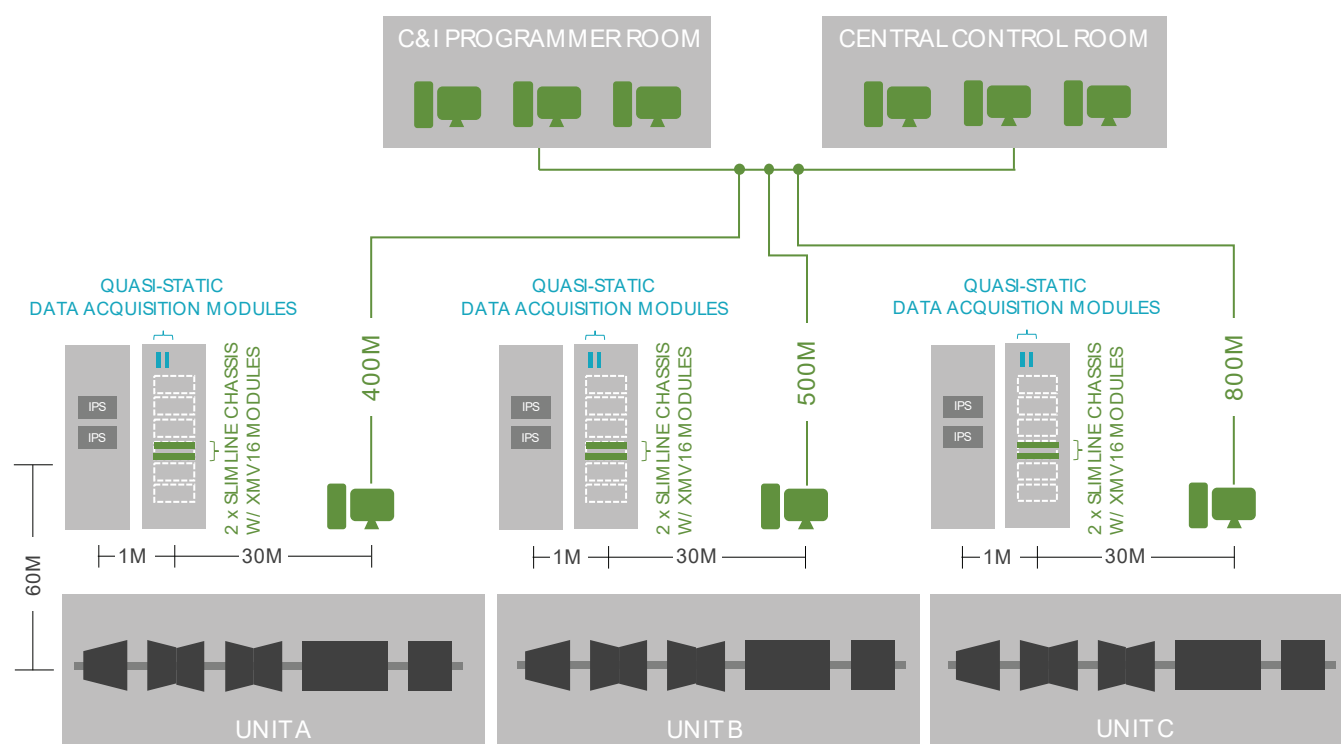 C&I PROGRAMMER ROOM
CENTRAL CONTROL ROOM
QUASI-STATIC
DATA ACQUISITION MODULES
IPS
IPS
2 x SLIMLINE CHASSIS
W/ XMV16 MODULES
400M
QUASI-STATIC
DATA ACQUISITION MODULES
IPS
IPS
2 x SLIMLINE CHASSIS
W/ XMV16 MODULES
500M
QUASI-STATIC
DATA ACQUISITION MODULES
IPS
IPS
2 x SLIMLINE CHASSIS
W/ XMV16 MODULES
800M
60M
1M
30M
1M
30M
1M
30M
UNIT A
UNIT B
UNIT C